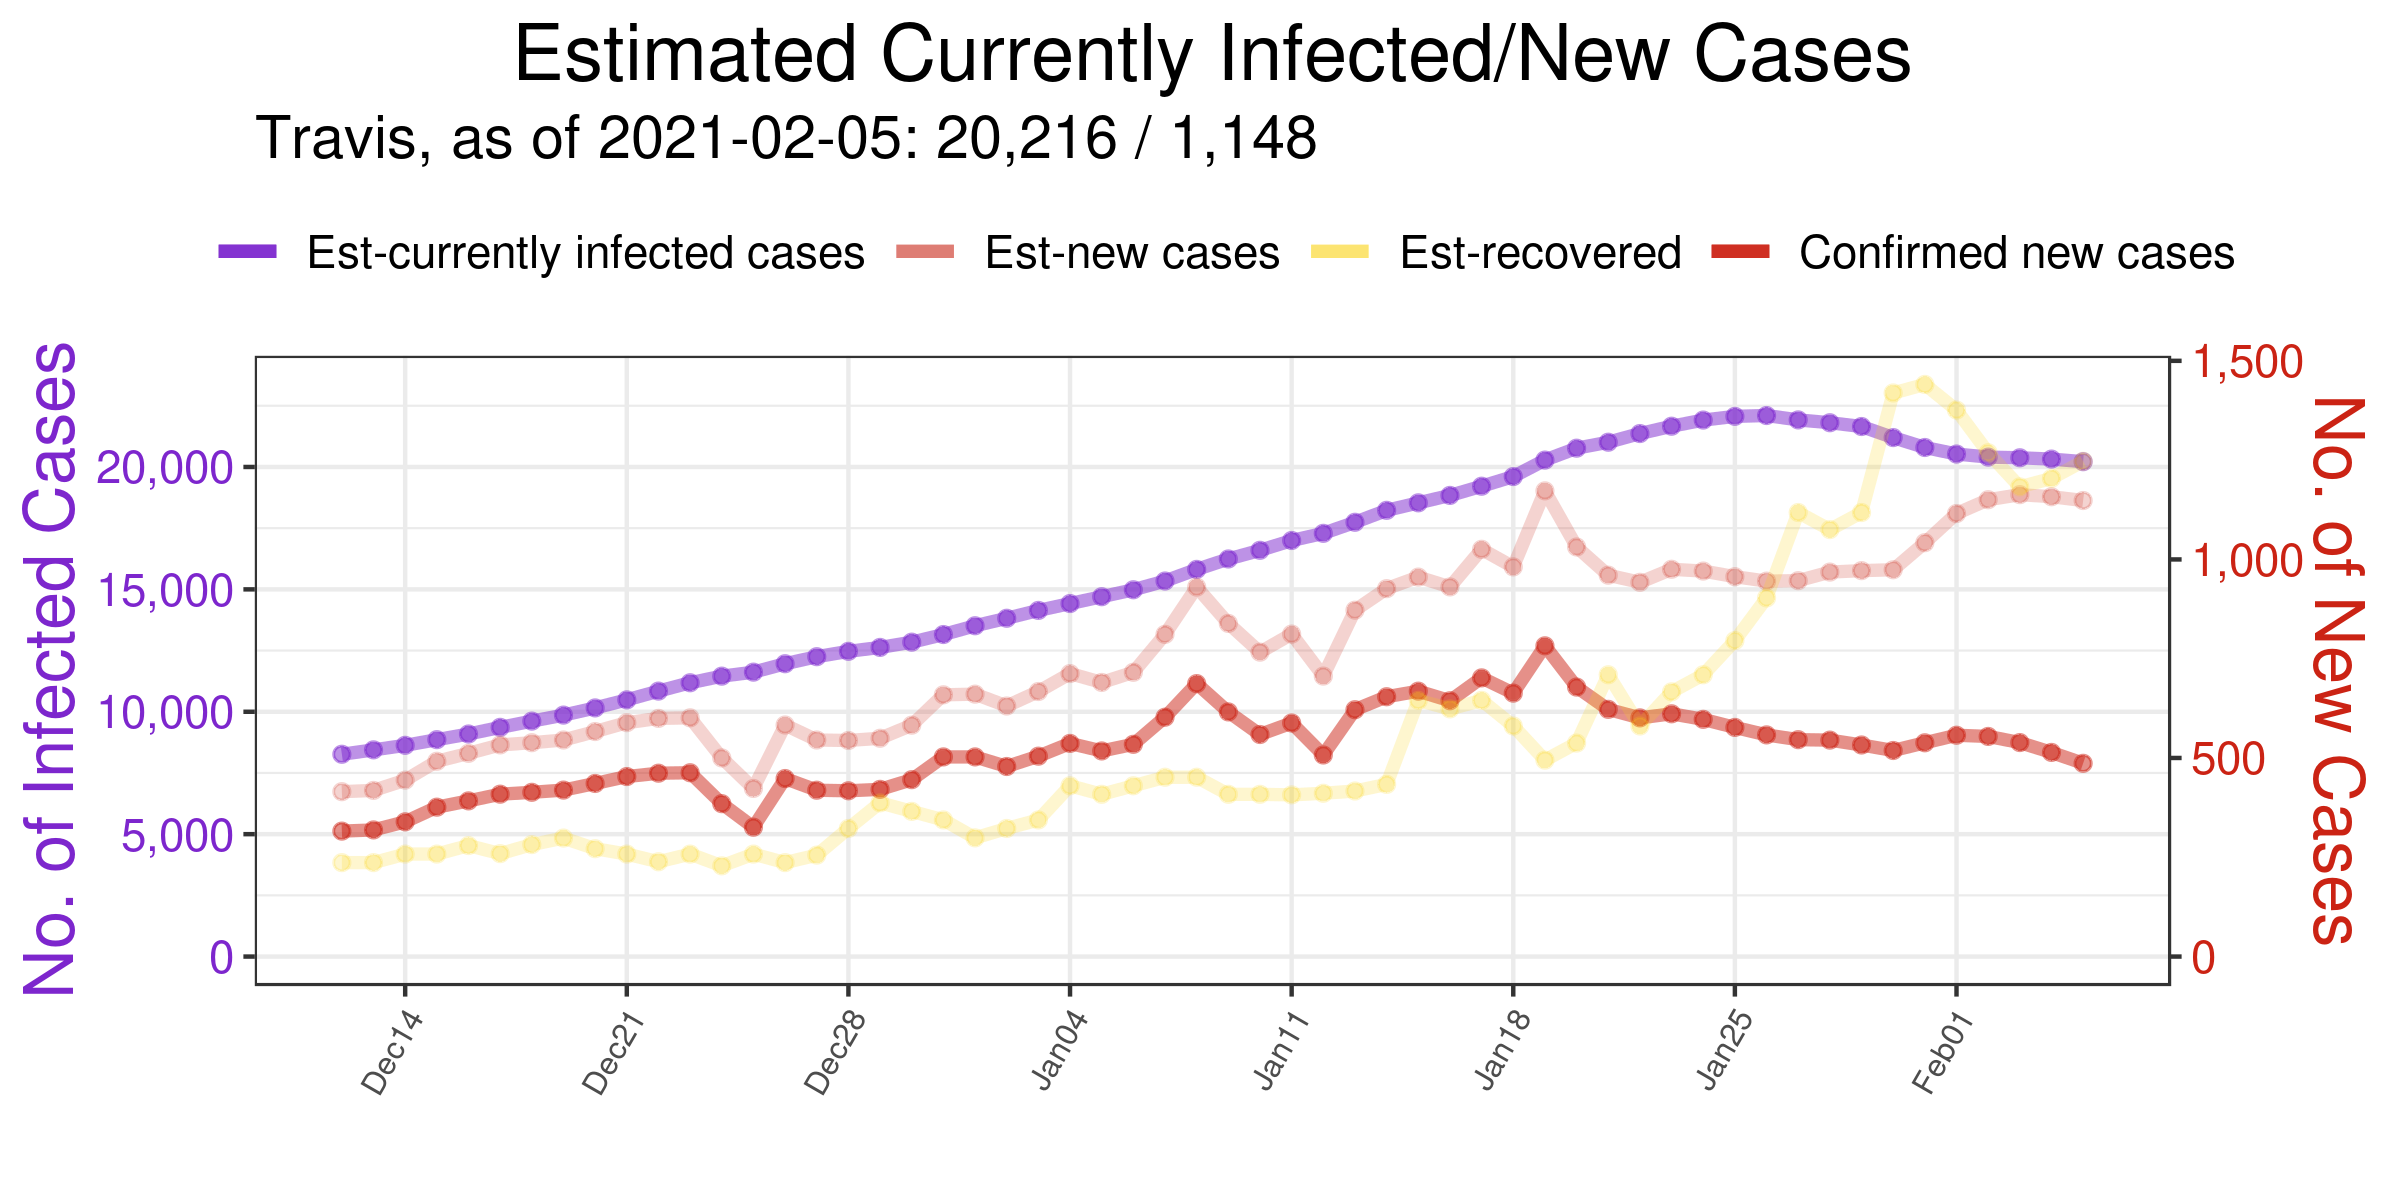 Estimated Currently Infected/New Cases
Travis, as of 2021-02-05: 20,216 / 1,148
Est-currently infected cases Est-new cases Est-recovered Confirmed new cases
No. of Infected Cases
20,000
15,000
10,000
5,000
0
1,500
1,000
500
0
No. of New Cases
Dec14 Dec21 Dec28 Jan04 Jan11 Jan18 Jan25 Feb01